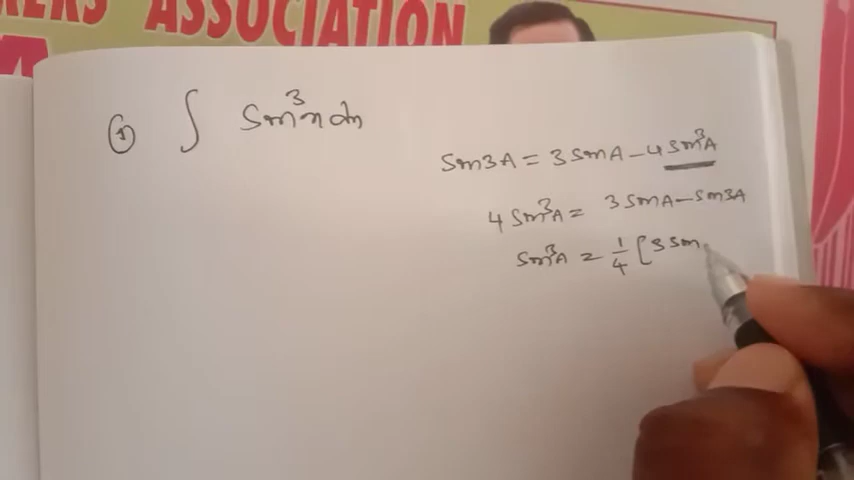 ASSOCIATION
① ∫ sin³x dx
sin3A = 3sinA - 4sin³A
4sin³A = 3sinA - sin3A
sin³A = 1/4 [3sin